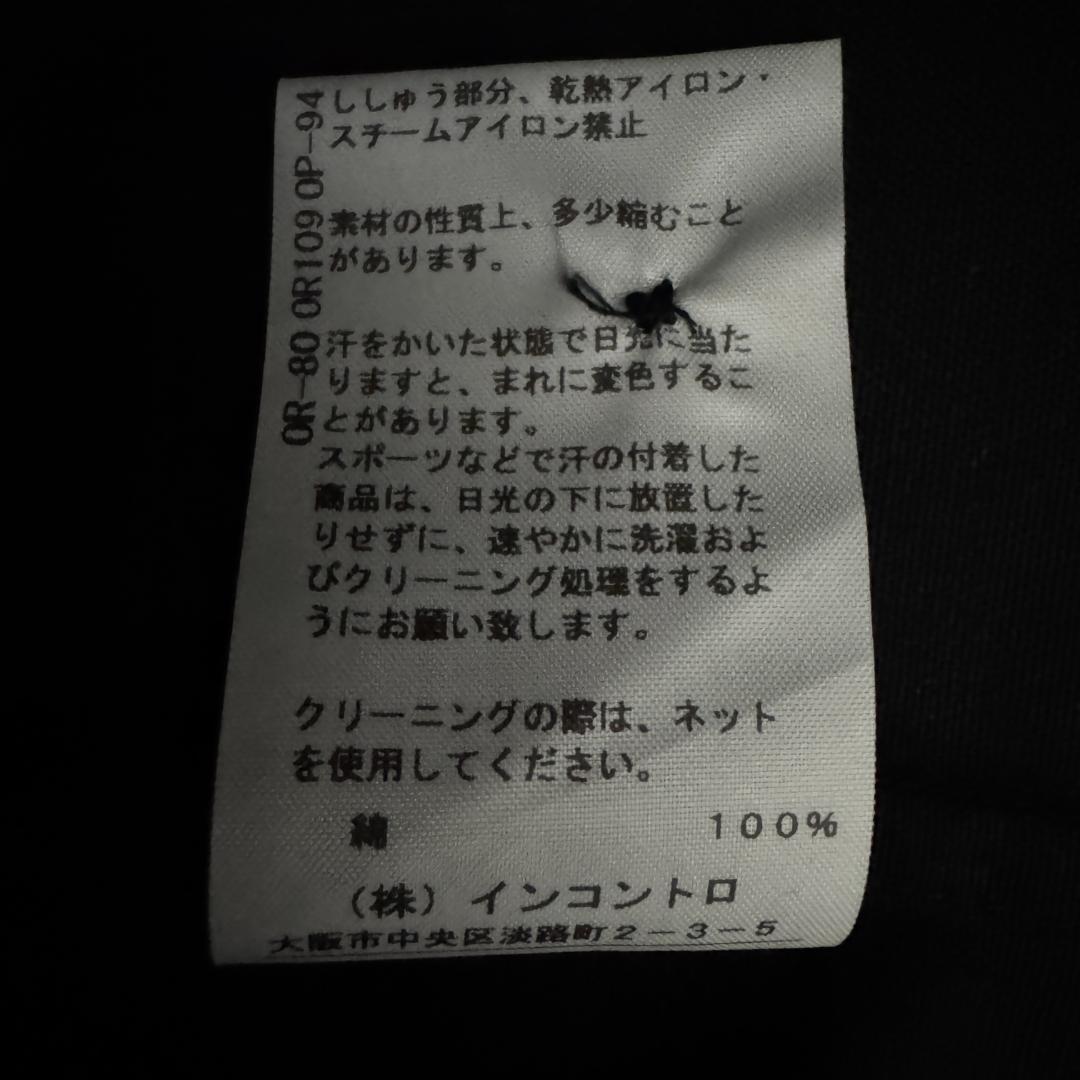 ししゅう部分、乾熱アイロン・
スチームアイロン禁止
素材の性質上、多少縮むこと
があります。
汗をかいた状態で日光に当た
りますと、まれに変色するこ
とがあります。
スポーツなどで汗の付着した
商品は、日光の下に放置した
りせずに、速やかに洗濯およ
びクリーニング処理をするよ
うにお願い致します。
クリーニングの際は、ネット
を使用してください。
綿 100%
(株)インコントロ
大阪市中央区淡路町2-3-5
OR-80 OR109 OP-94